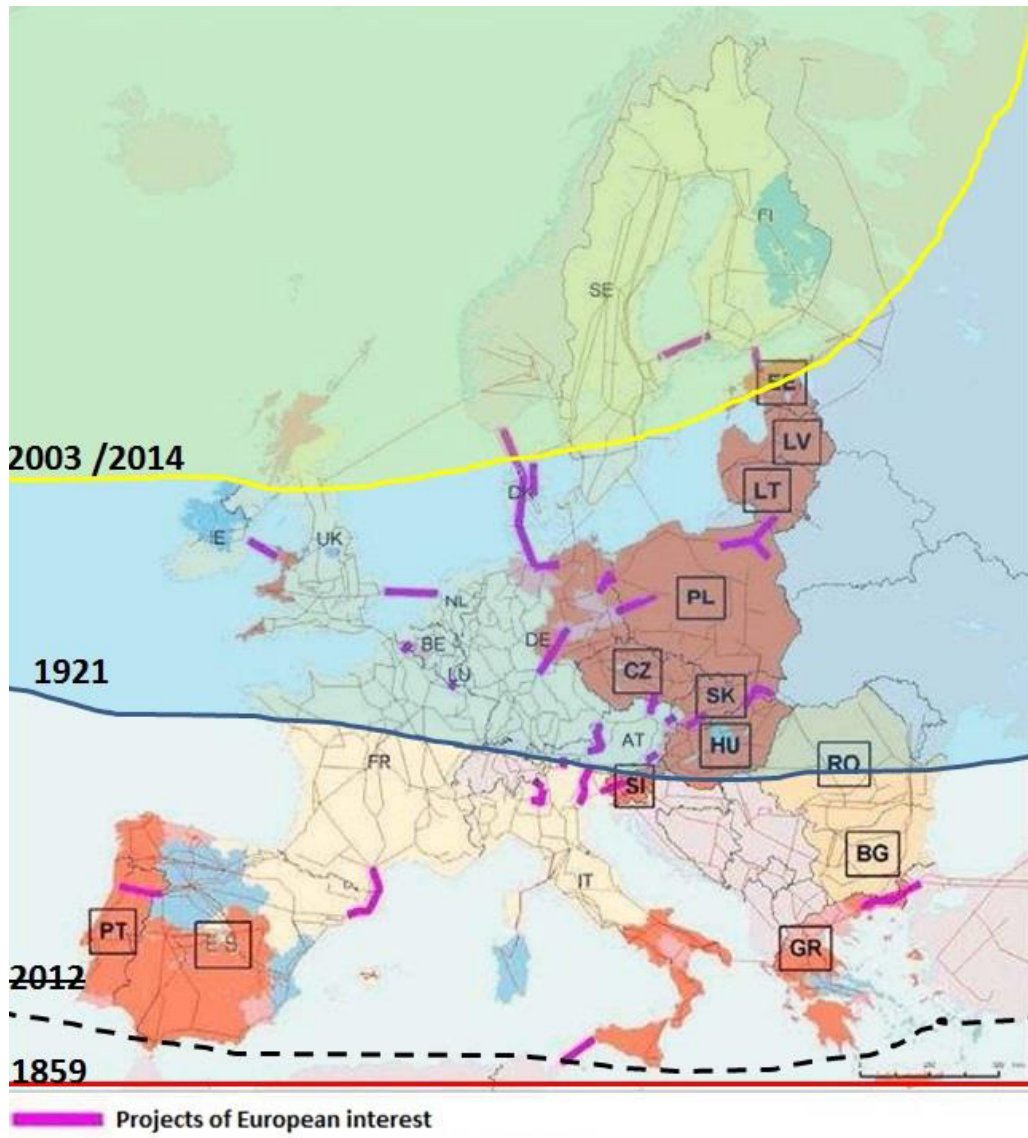 FI
SE
EE
LV
2003 /2014
LT
DK
IE
UK
PL
NL
BE
DE
LU
CZ
1921
SK
AT
HU
FR
RO
SI
BG
IT
PT
ES
GR
2012
1859
Projects of European interest